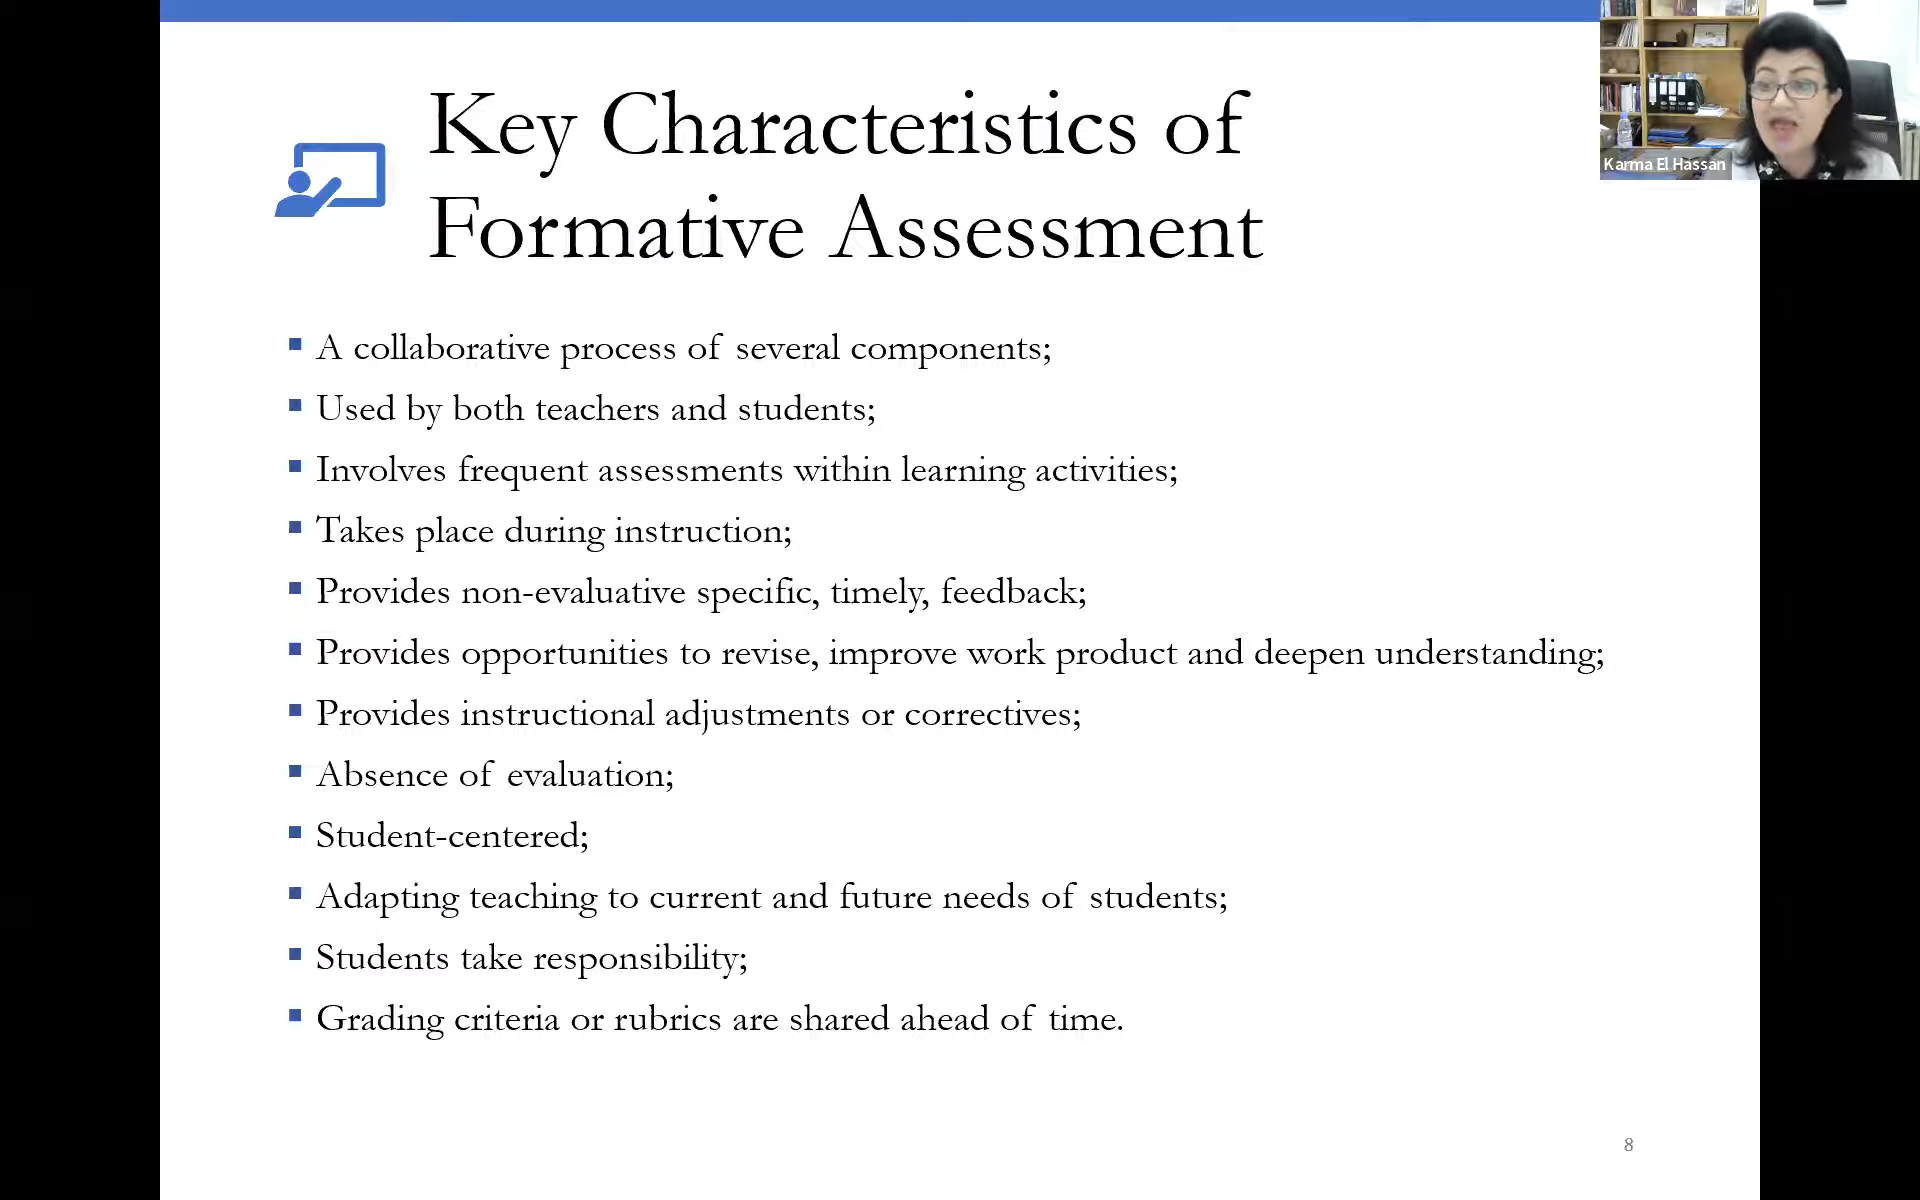 Key Characteristics of
Formative Assessment
Karma El Hassan
A collaborative process of several components;
Used by both teachers and students;
Involves frequent assessments within learning activities;
Takes place during instruction;
Provides non-evaluative specific, timely, feedback;
Provides opportunities to revise, improve work product and deepen understanding;
Provides instructional adjustments or correctives;
Absence of evaluation;
Student-centered;
Adapting teaching to current and future needs of students;
Students take responsibility;
Grading criteria or rubrics are shared ahead of time.
8